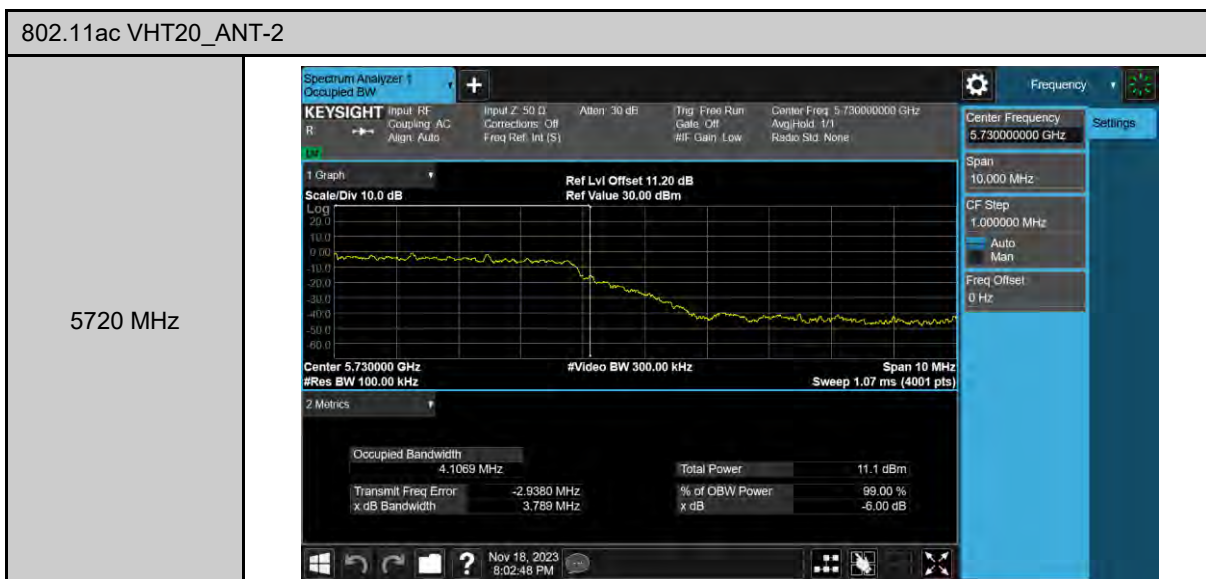 802.11ac VHT20_ANT-2
5720 MHz
Spectrum Analyzer 1
Occupied BW
+
Frequency
KEYSIGHT Input: RF Input Z: 50 Ω Atten: 30 dB Trig: Free Run Center Freq: 5.730000000 GHz
R Coupling: AC Corrections: Off Gate: Off Avg|Hold: 1/1
Align: Auto Freq Ref: Int (S) #IF Gain: Low Radio Std: None
Center Frequency
5.730000000 GHz
Settings
Span
10.000 MHz
CF Step
1.000000 MHz
Auto
Man
Freq Offset
0 Hz
1 Graph
Ref Lvl Offset 11.20 dB
Scale/Div 10.0 dB Ref Value 30.00 dBm
Log
20.0
10.0
0.00
-10.0
-20.0
-30.0
-40.0
-50.0
-60.0
Center 5.730000 GHz #Video BW 300.00 kHz Span 10 MHz
#Res BW 100.00 kHz Sweep 1.07 ms (4001 pts)
2 Metrics
Occupied Bandwidth
4.1069 MHz Total Power 11.1 dBm
Transmit Freq Error -2.9380 MHz % of OBW Power 99.00 %
x dB Bandwidth 3.789 MHz x dB -6.00 dB
? Nov 18, 2023
8:02:48 PM